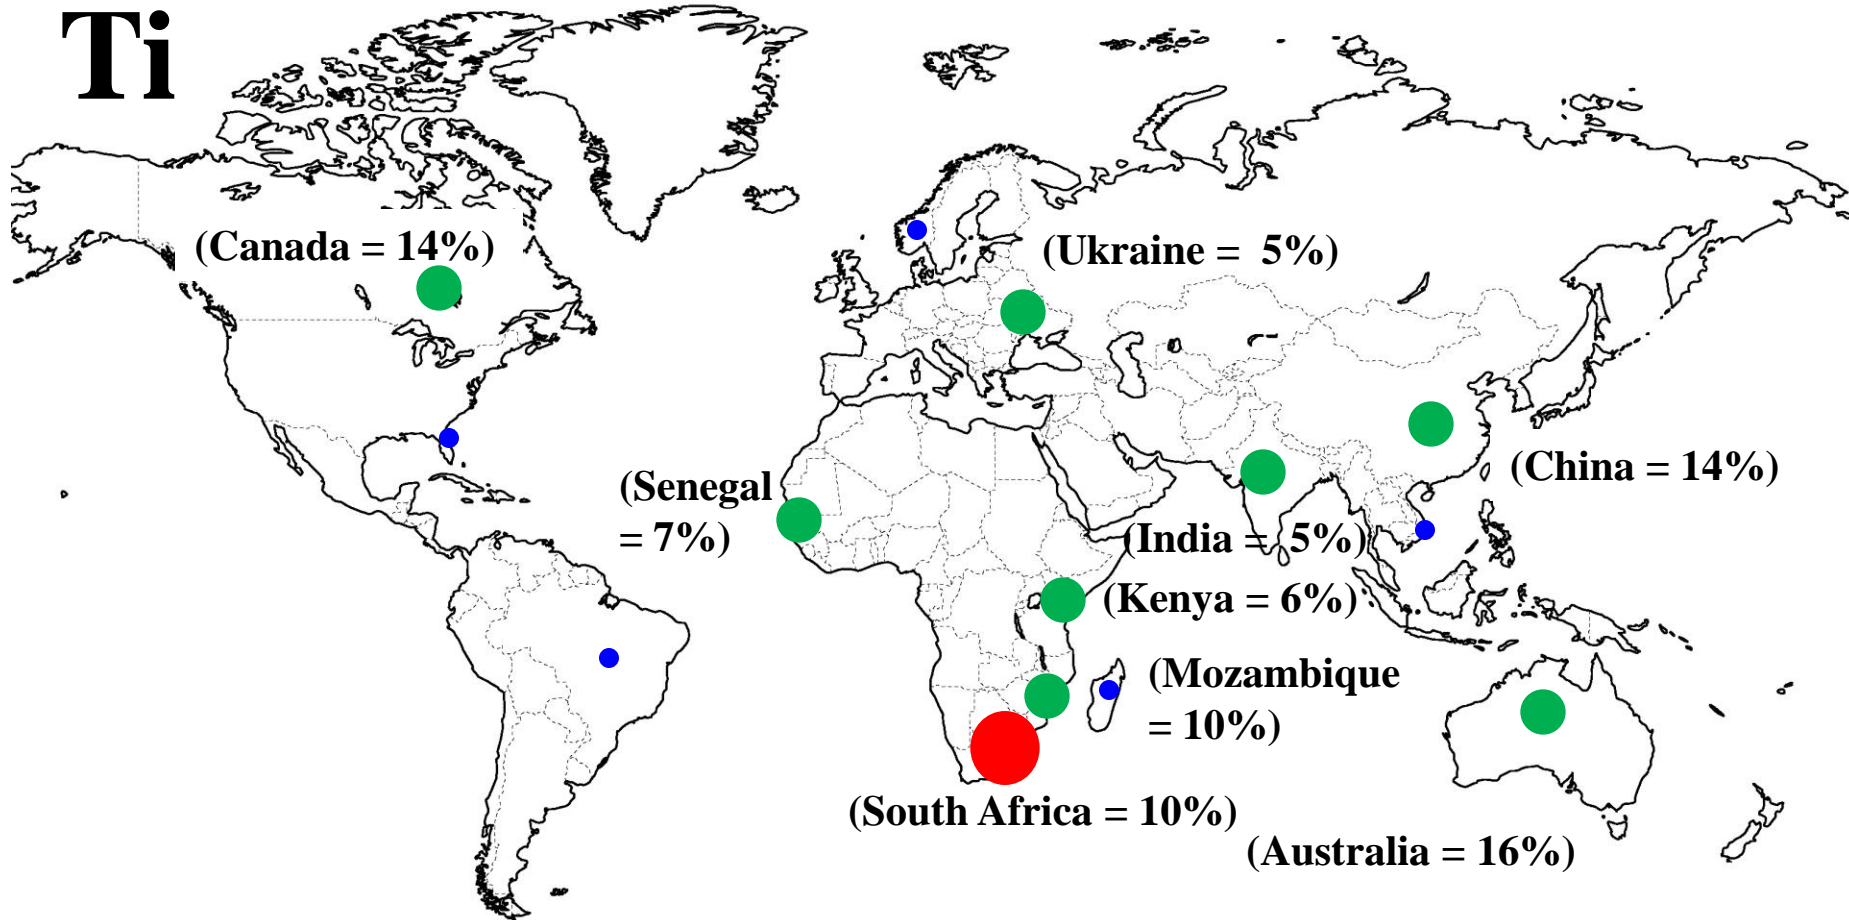 Ti
(Canada = 14%)
(Ukraine =  5%)
(Senegal
= 7%)
(China = 14%)
(India =  5%)
(Kenya = 6%)
(Mozambique
= 10%)
(South Africa = 10%)
(Australia = 16%)